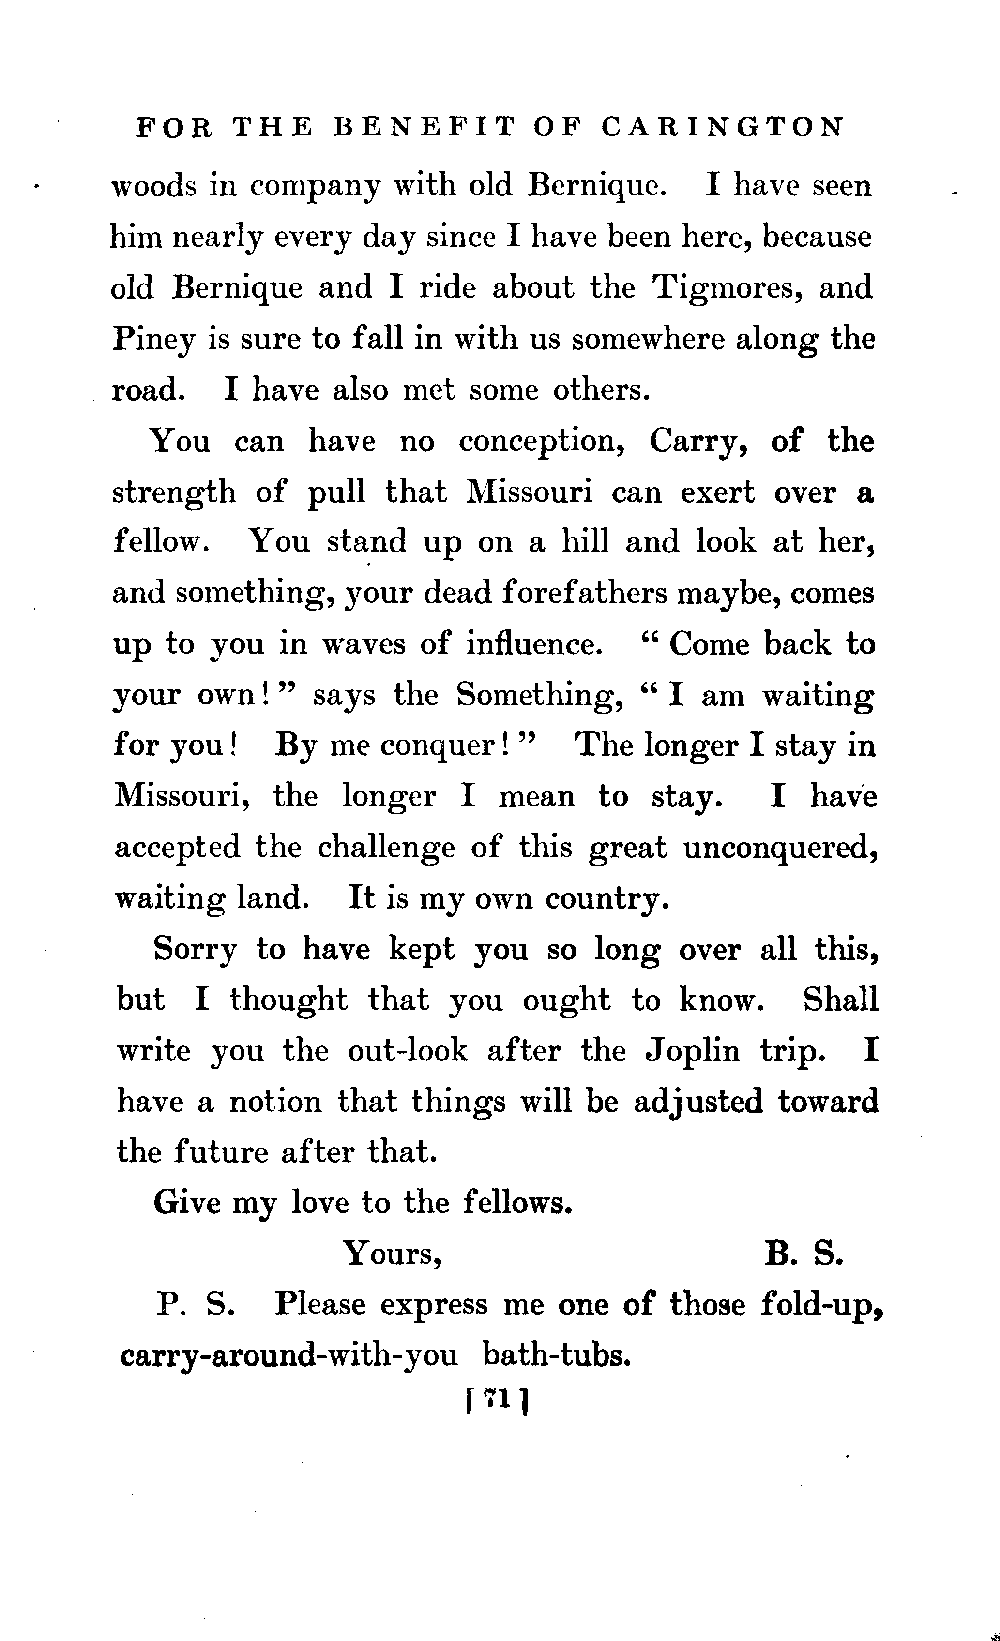 FOR THE BENEFIT OF CARINGTON
woods in company with old Bernique. I have seen
him nearly every day since I have been here, because
old Bernique and I ride about the Tigmores, and
Piney is sure to fall in with us somewhere along the
road. I have also met some others.
You can have no conception, Carry, of the
strength of pull that Missouri can exert over a
fellow. You stand up on a hill and look at her,
and something, your dead forefathers maybe, comes
up to you in waves of influence. “ Come back to
your own! ” says the Something, “ I am waiting
for you! By me conquer! ” The longer I stay in
Missouri, the longer I mean to stay. I have
accepted the challenge of this great unconquered,
waiting land. It is my own country.
Sorry to have kept you so long over all this,
but I thought that you ought to know. Shall
write you the out-look after the Joplin trip. I
have a notion that things will be adjusted toward
the future after that.
Give my love to the fellows.
Yours, B. S.
P. S. Please express me one of those fold-up,
carry-around-with-you bath-tubs.
[71]